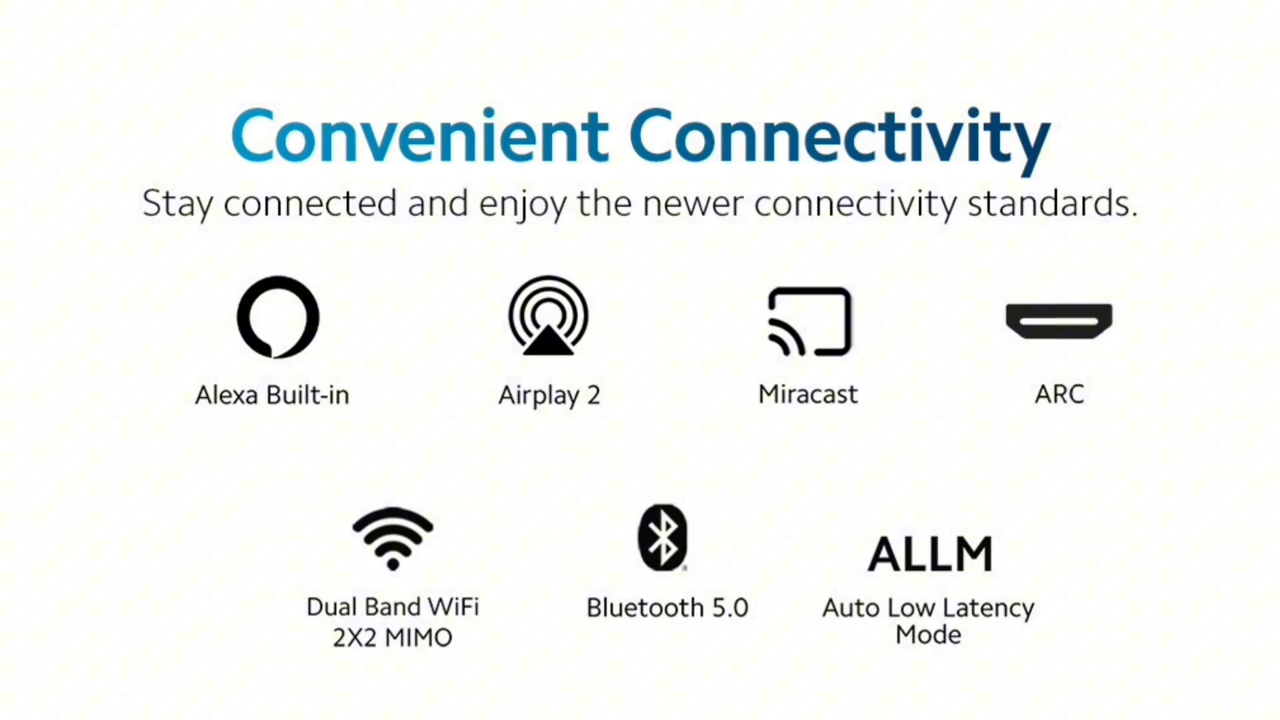 Convenient Connectivity
Stay connected and enjoy the newer connectivity standards.
Alexa Built-in
Airplay 2
Miracast
ARC
Dual Band WiFi
2X2 MIMO
Bluetooth 5.0
ALLM
Auto Low Latency
Mode